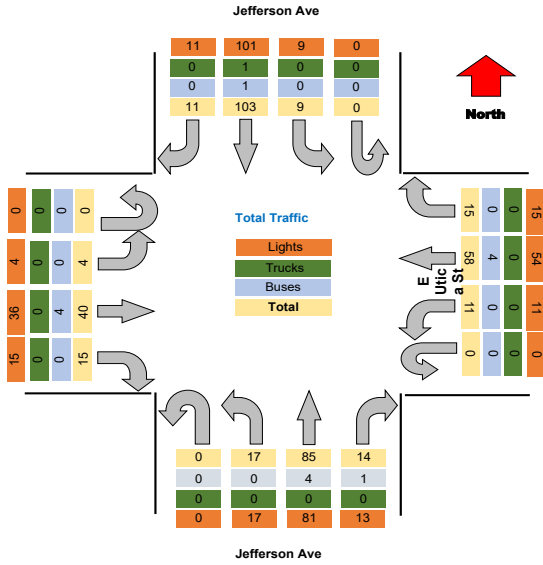 Jefferson Ave
11 101 9 0
0 1 0 0
0 1 0 0
11 103 9 0
North
0 0 0 0
4 0 0 4
36 0 4 40
15 0 0 15
Total Traffic
Lights
Trucks
Buses
Total
E
Utic
a St
15 0 0 15
58 4 0 54
11 0 0 11
0 0 0 0
0 17 85 14
0 0 4 1
0 0 0 0
0 17 81 13
Jefferson Ave